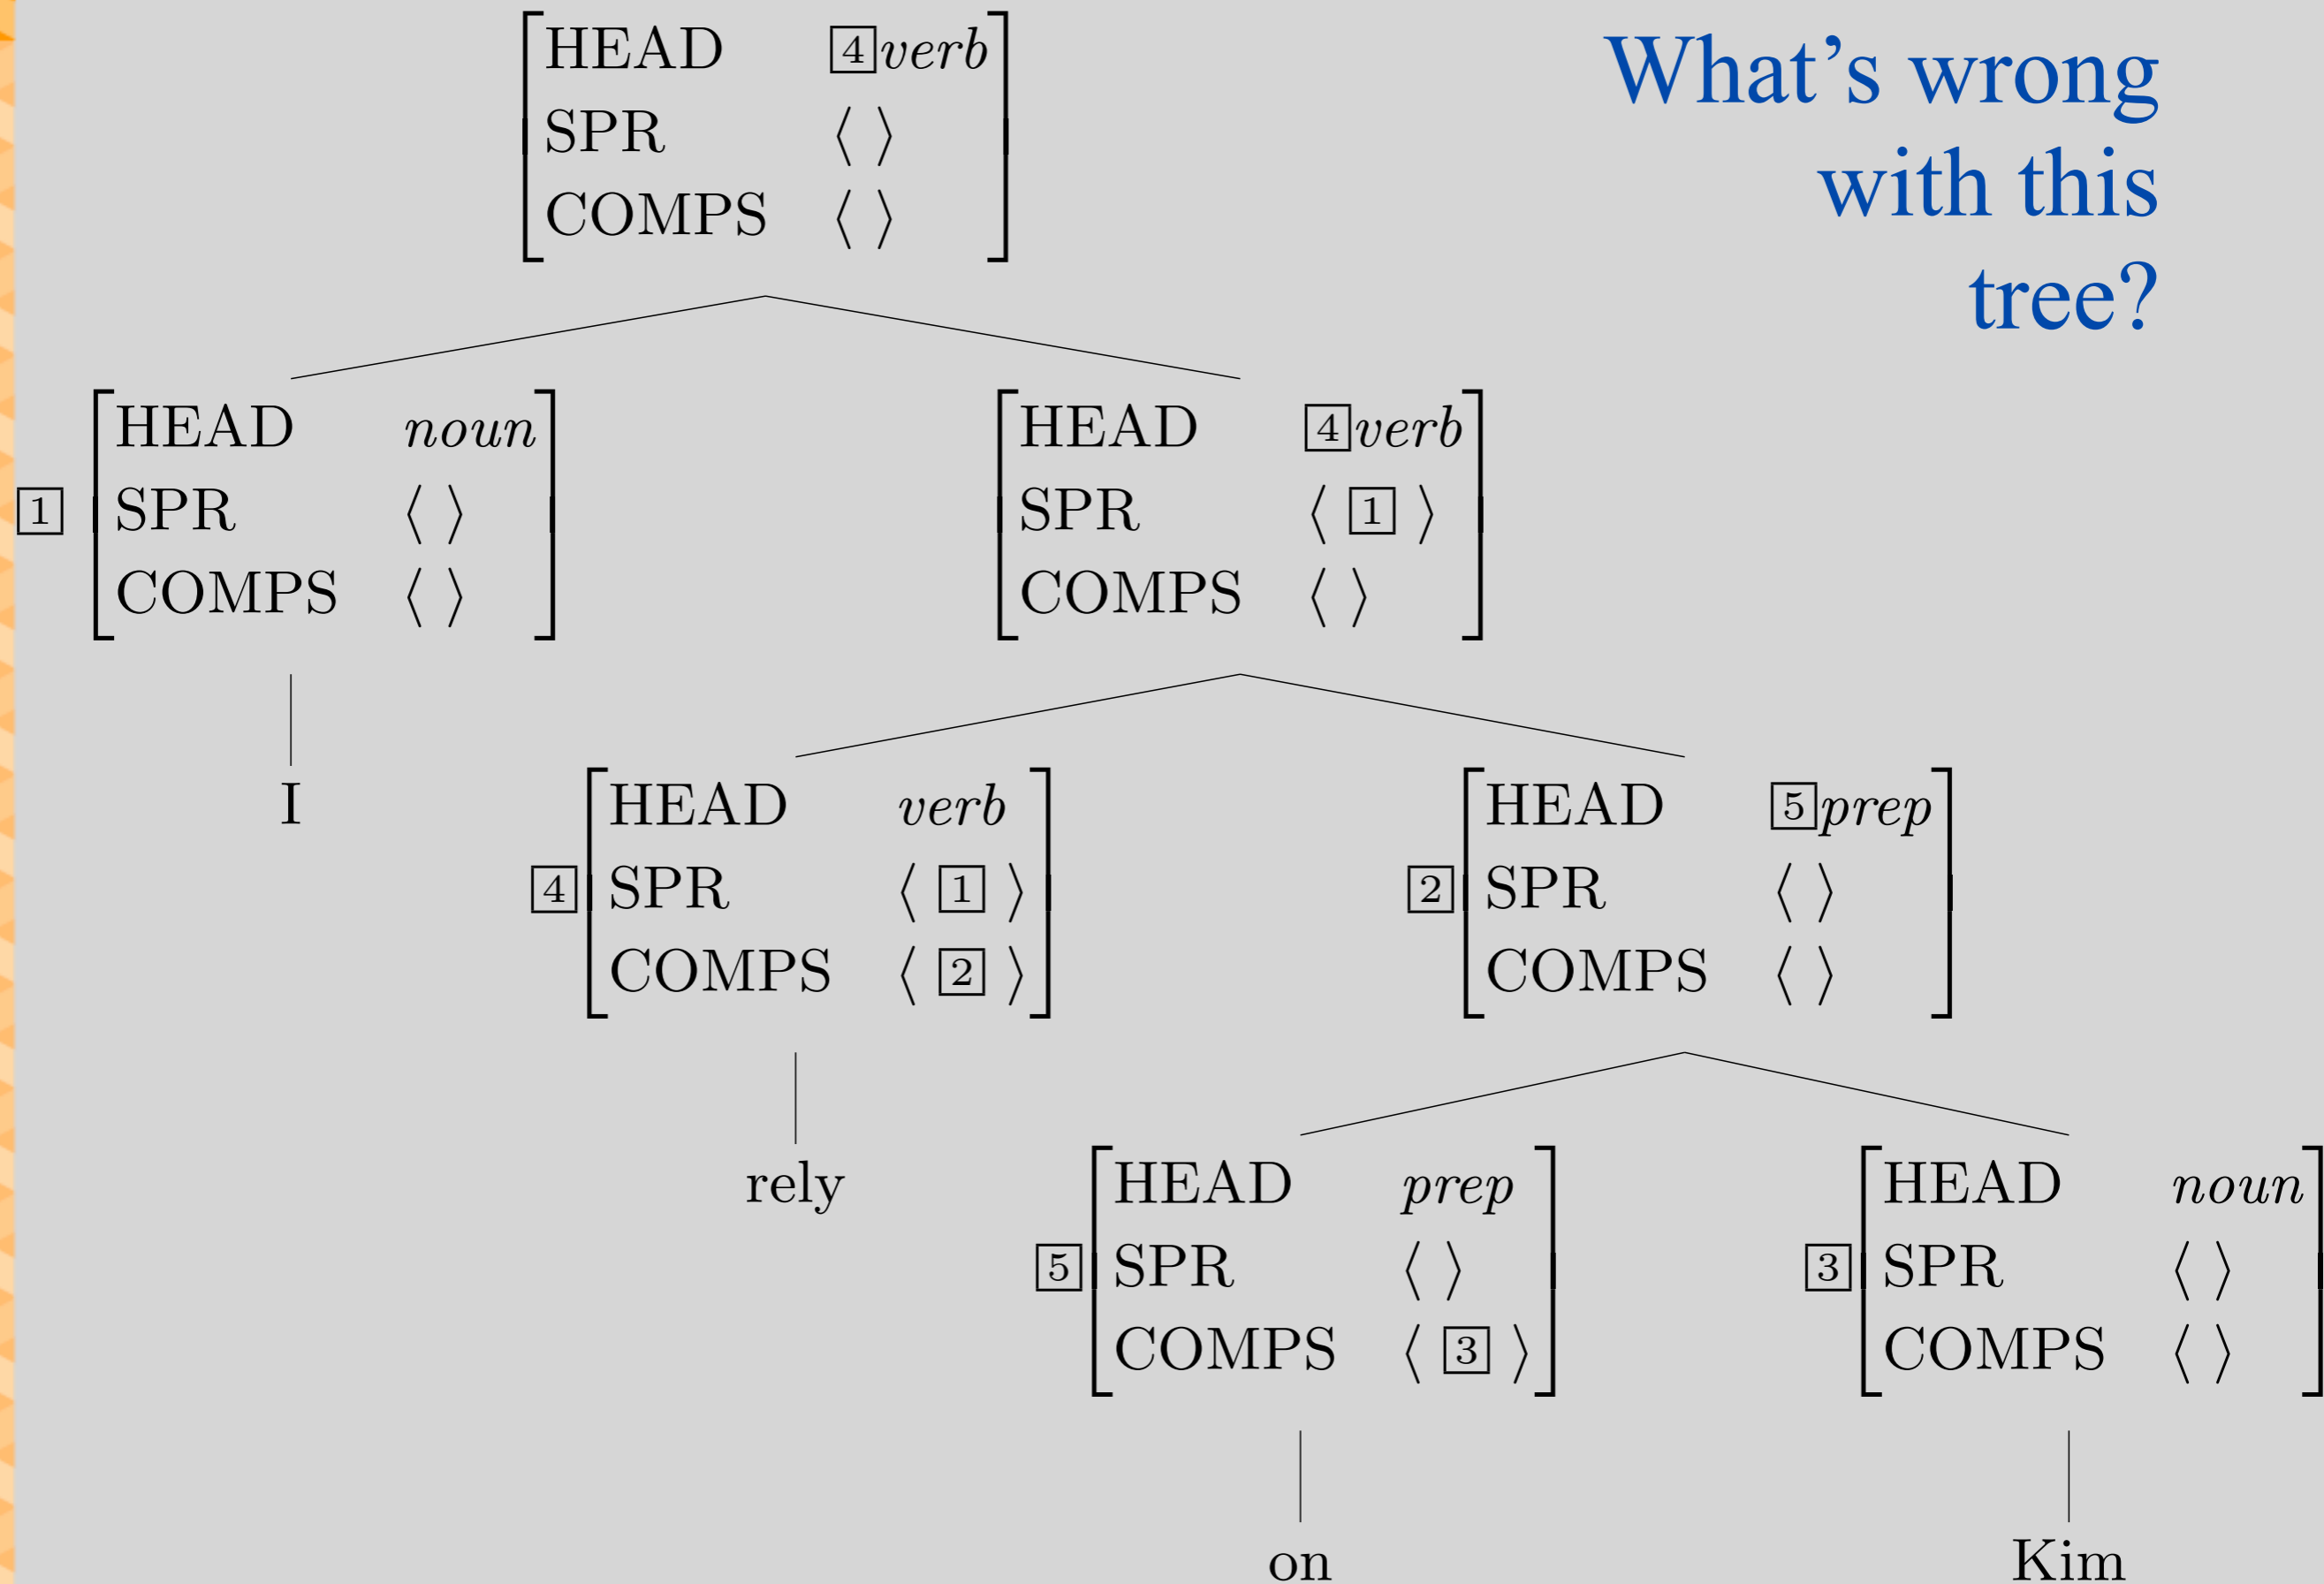 What's wrong
with this
tree?
HEAD 4 verb
SPR ⟨ ⟩
COMPS ⟨ ⟩
1
HEAD noun
SPR ⟨ ⟩
COMPS ⟨ ⟩
HEAD 4 verb
SPR ⟨ 1 ⟩
COMPS ⟨ ⟩
I
4
HEAD verb
SPR ⟨ 1 ⟩
COMPS ⟨ 2 ⟩
2
HEAD 5 prep
SPR ⟨ ⟩
COMPS ⟨ ⟩
rely
5
HEAD prep
SPR ⟨ ⟩
COMPS ⟨ 3 ⟩
3
HEAD noun
SPR ⟨ ⟩
COMPS ⟨ ⟩
on
Kim